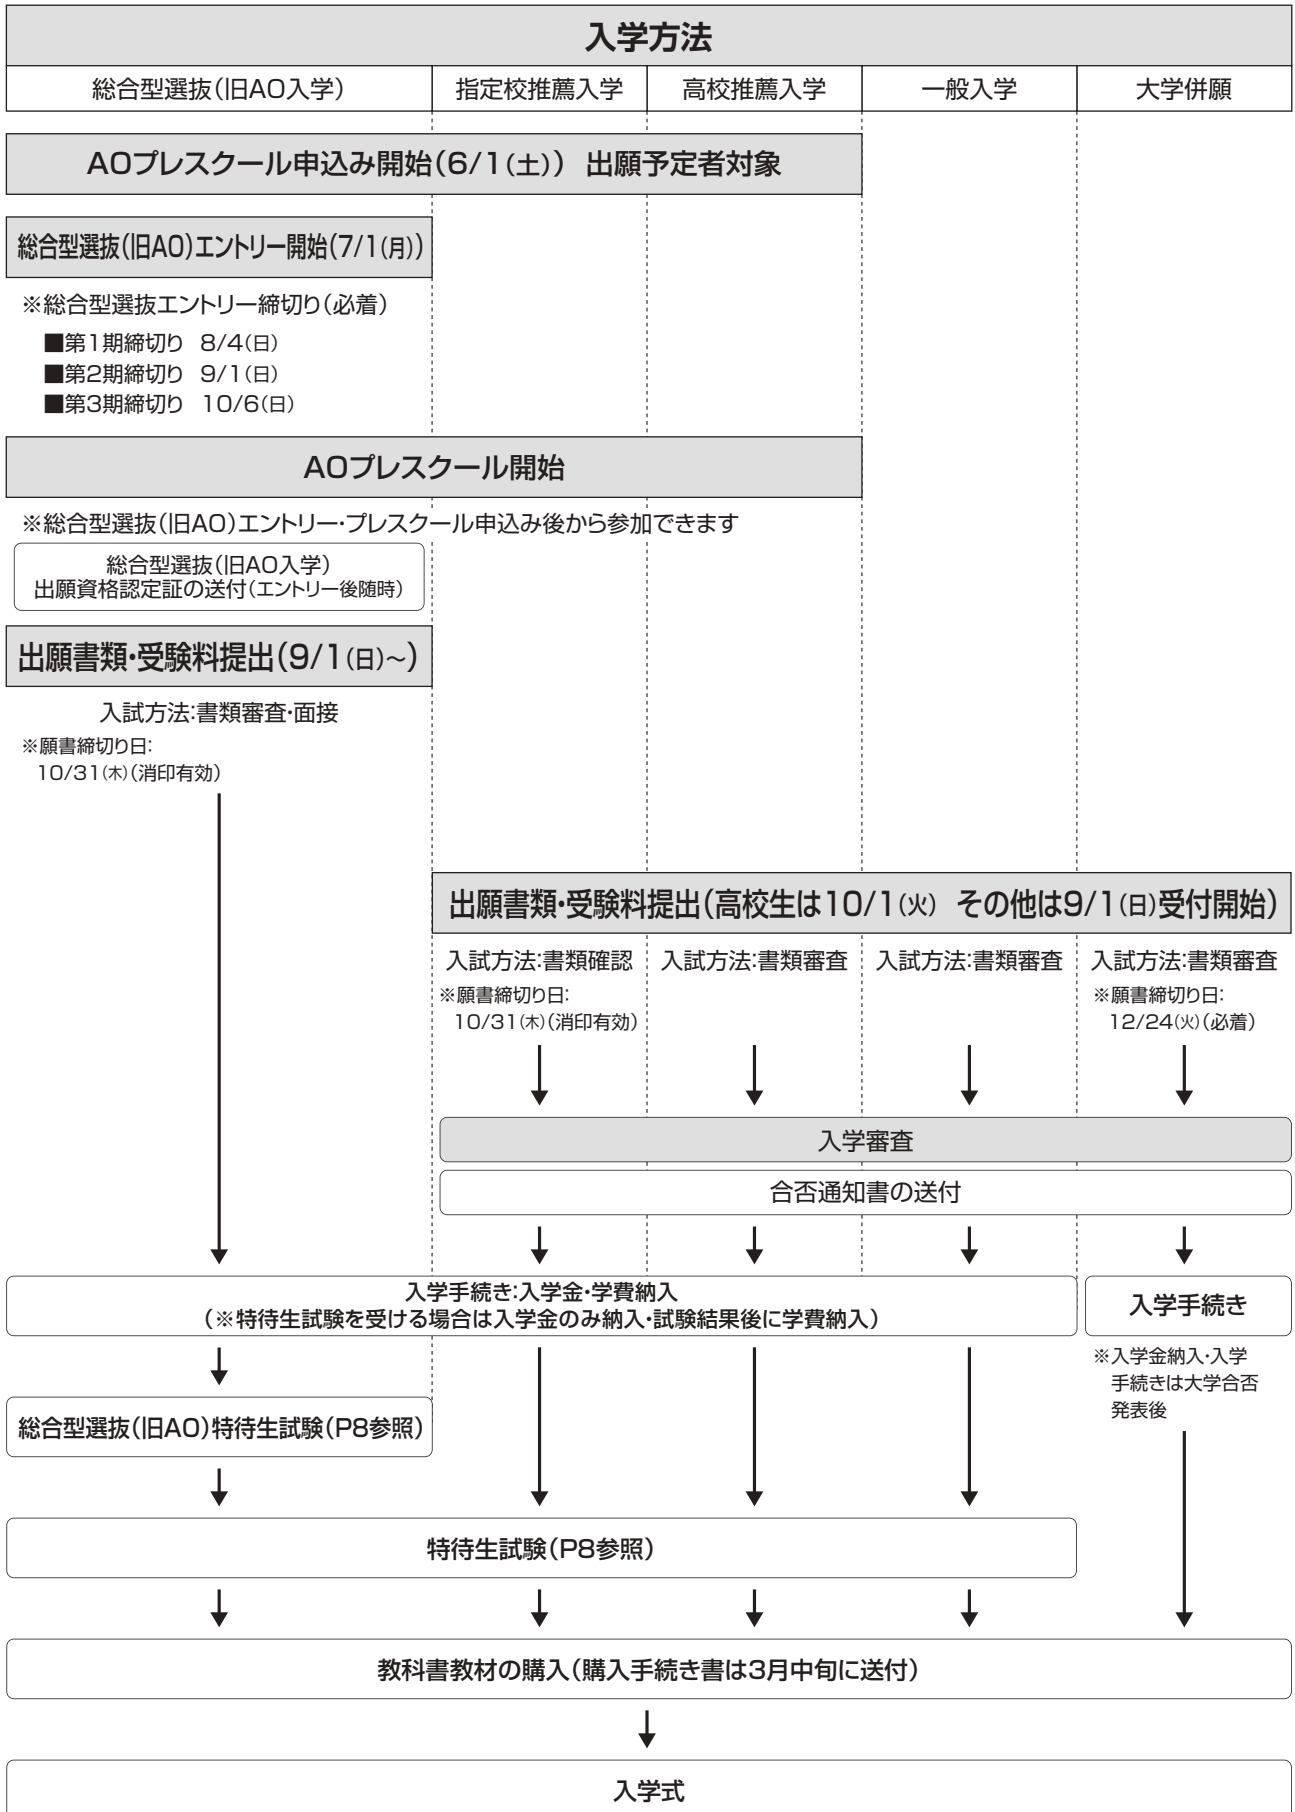 入学方法
総合型選抜(旧AO入学)
指定校推薦入学
高校推薦入学
一般入学
大学併願
AOプレスクール申込み開始(6/1(土)) 出願予定者対象
総合型選抜(旧AO)エントリー開始(7/1(月))
※総合型選抜エントリー締切り(必着)
■第1期締切り 8/4(日)
■第2期締切り 9/1(日)
■第3期締切り 10/6(日)
AOプレスクール開始
※総合型選抜(旧AO)エントリー・プレスクール申込み後から参加できます
総合型選抜(旧AO入学)
出願資格認定証の送付(エントリー後随時)
出願書類・受験料提出(9/1(日)～)
入試方法:書類審査・面接
※願書締切り日:
10/31(木)(消印有効)
出願書類・受験料提出(高校生は10/1(火) その他は9/1(日)受付開始)
入試方法:書類確認
※願書締切り日:
10/31(木)(消印有効)
入試方法:書類審査
入試方法:書類審査
入試方法:書類審査
※願書締切り日:
12/24(火)(必着)
入学審査
合否通知書の送付
入学手続き:入学金・学費納入
(※特待生試験を受ける場合は入学金のみ納入・試験結果後に学費納入)
入学手続き
※入学金納入・入学
手続きは大学合否
発表後
総合型選抜(旧AO)特待生試験(P8参照)
特待生試験(P8参照)
教科書教材の購入(購入手続き書は3月中旬に送付)
入学式